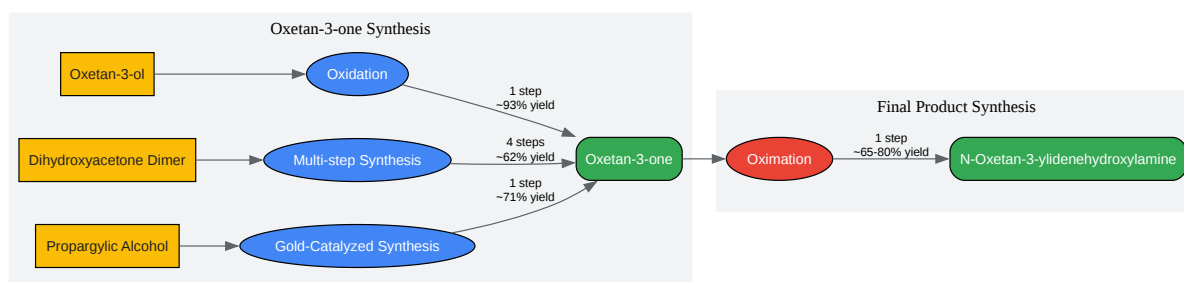 Oxetan-3-one Synthesis
Oxetan-3-ol
Oxidation
1 step
~93% yield
Dihydroxyacetone Dimer
Multi-step Synthesis
4 steps
~62% yield
Propargylic Alcohol
Gold-Catalyzed Synthesis
1 step
~71% yield
Oxetan-3-one
Final Product Synthesis
Oximation
1 step
~65-80% yield
N-Oxetan-3-ylidenehydroxylamine